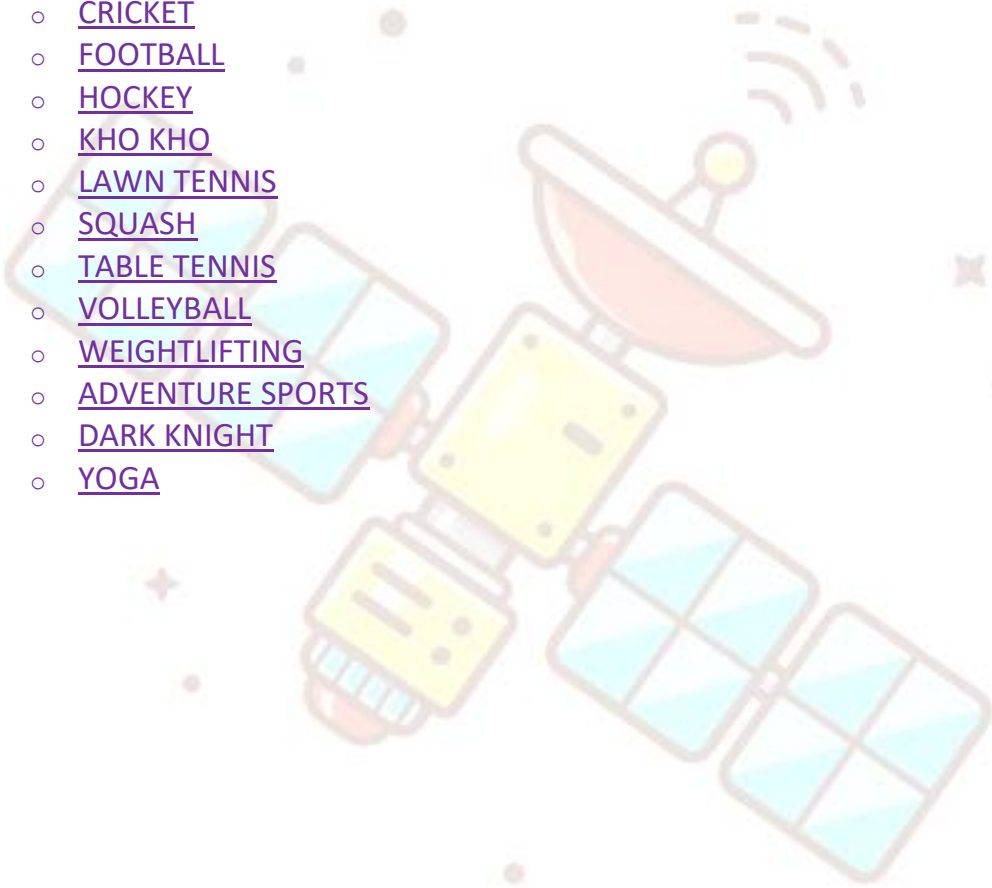 ○ CRICKET
○ FOOTBALL
○ HOCKEY
○ KHO KHO
○ LAWN TENNIS
○ SQUASH
○ TABLE TENNIS
○ VOLLEYBALL
○ WEIGHTLIFTING
○ ADVENTURE SPORTS
○ DARK KNIGHT
○ YOGA